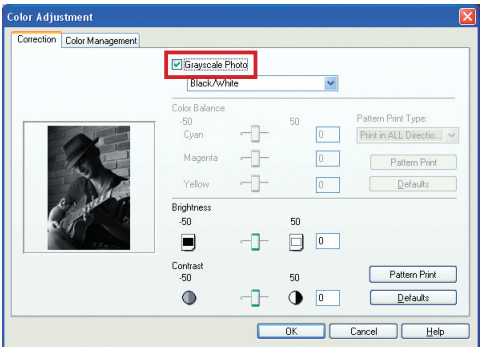 Color Adjustment
Correction Color Management
Grayscale Photo
Black/White
Color Balance
-50 50 Pattern Print Type:
Cyan 0 Print in ALL Directio...
Magenta 0 Pattern Print
Yellow 0 Defaults
Brightness
-50 50
0
Contrast
-50 50 Pattern Print
0 Defaults
OK Cancel Help